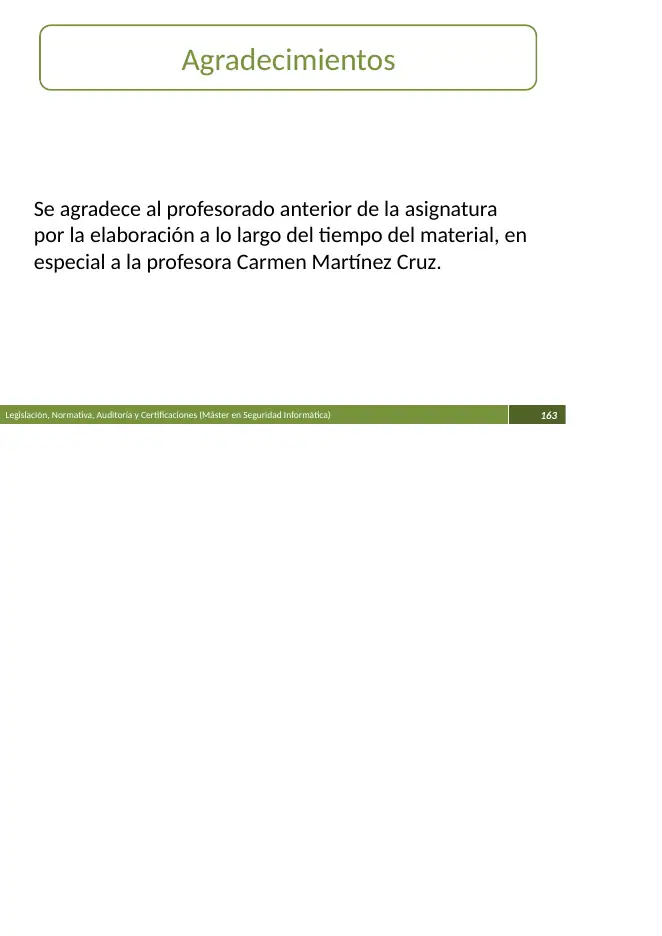 Agradecimientos
Se agradece al profesorado anterior de la asignatura
por la elaboración a lo largo del tiempo del material, en
especial a la profesora Carmen Martínez Cruz.
Legislación, Normativa, Auditoría y Certificaciones (Máster en Seguridad Informática)
163